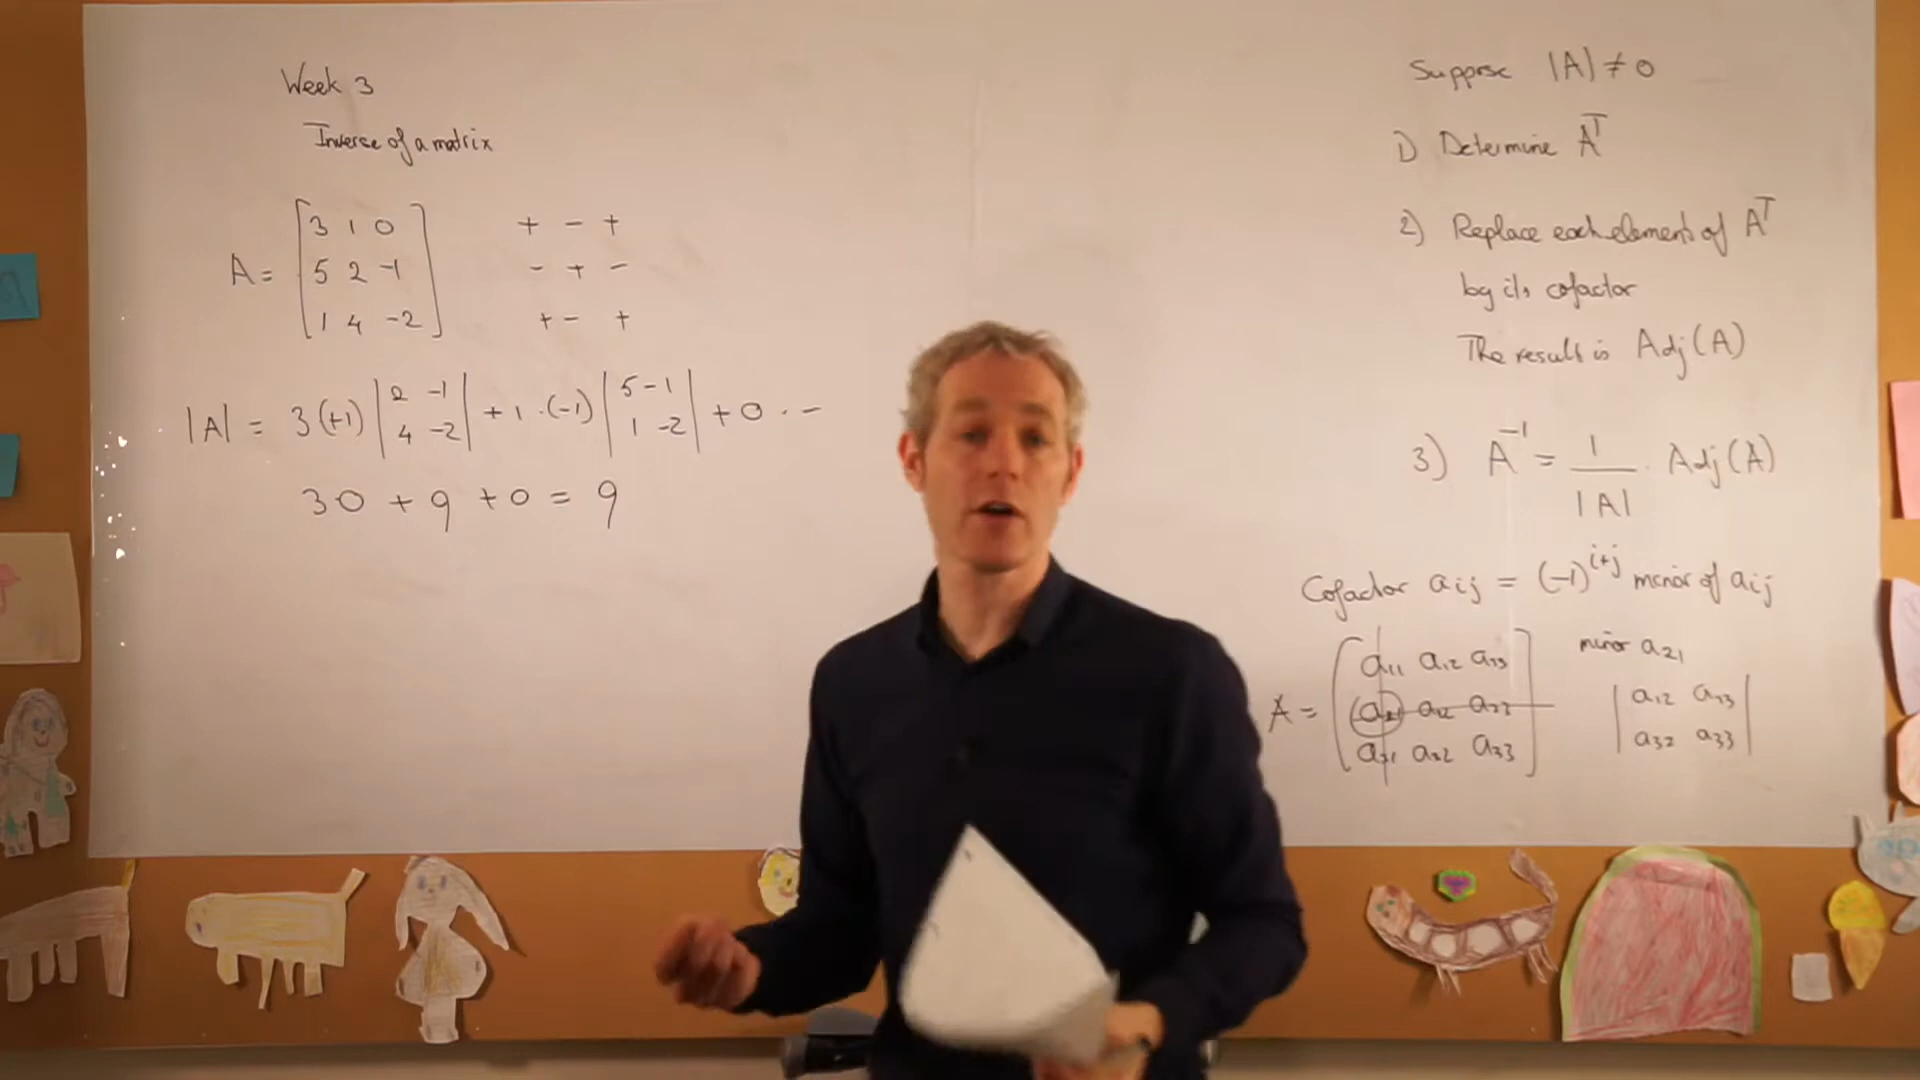 Week 3
Inverse of a matrix
A = [3 1 0
5 2 -1
1 4 -2]
+ - +
- + -
+ - +
|A| = 3(+1) |2 -1
4 -2| + 1 · (-1) |5 -1
1 -2| + 0 · -
30 + 9 + 0 = 9
Suppose |A| ≠ 0
1) Determine Aᵀ
2) Replace each elements of Aᵀ
by its cofactor
The result is Adj(A)
3) A⁻¹ = 1/|A| · Adj(A)
Cofactor aij = (-1)^(i+j) minor of aij
A = [a11 a12 a13
a21 a22 a23
a31 a32 a33]
minor a21
|a12 a13
a32 a33|